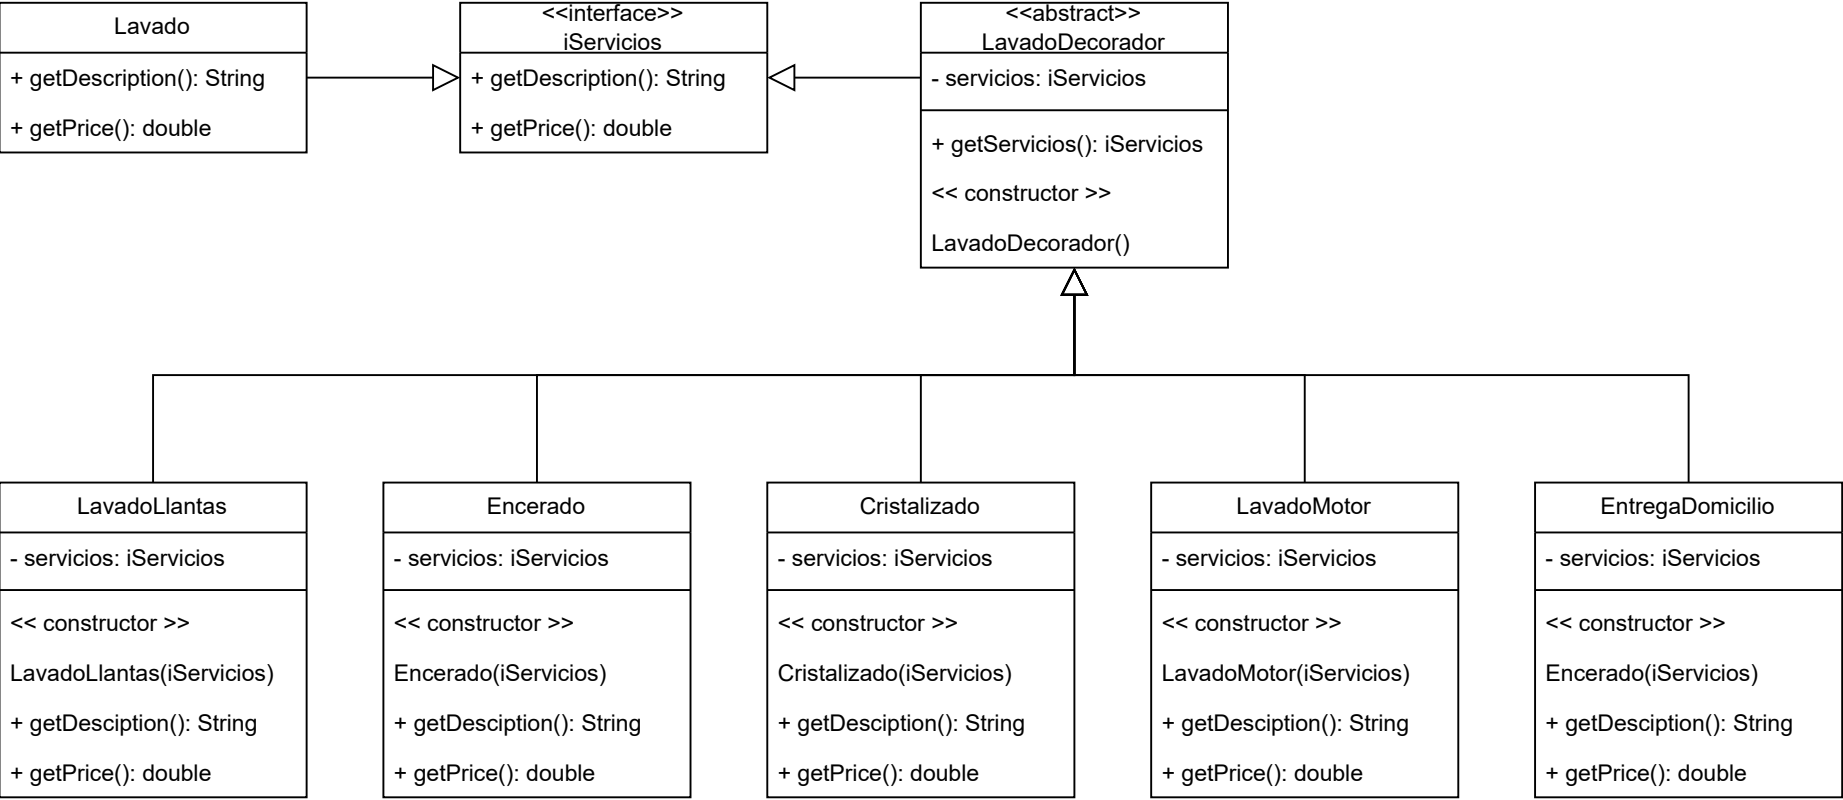 Lavado
+ getDescription(): String
+ getPrice(): double
<<interface>>
iServicios
+ getDescription(): String
+ getPrice(): double
<<abstract>>
LavadoDecorador
- servicios: iServicios
+ getServicios(): iServicios
<< constructor >>
LavadoDecorador()
LavadoLlantas
- servicios: iServicios
<< constructor >>
LavadoLlantas(iServicios)
+ getDesciption(): String
+ getPrice(): double
Encerado
- servicios: iServicios
<< constructor >>
Encerado(iServicios)
+ getDesciption(): String
+ getPrice(): double
Cristalizado
- servicios: iServicios
<< constructor >>
Cristalizado(iServicios)
+ getDesciption(): String
+ getPrice(): double
LavadoMotor
- servicios: iServicios
<< constructor >>
LavadoMotor(iServicios)
+ getDesciption(): String
+ getPrice(): double
EntregaDomicilio
- servicios: iServicios
<< constructor >>
Encerado(iServicios)
+ getDesciption(): String
+ getPrice(): double